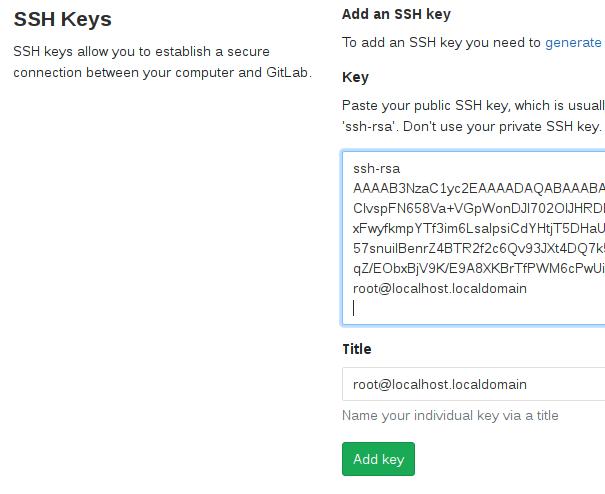 SSH Keys
SSH keys allow you to establish a secure
connection between your computer and GitLab.
Add an SSH key
To add an SSH key you need to generate
Key
Paste your public SSH key, which is usuall
'ssh-rsa'. Don't use your private SSH key.
ssh-rsa
AAAAB3NzaC1yc2EAAAADAQABAAABA
ClvspFN658Va+VGpWonDJl702OlJHRDI
xFwyfkmpYTf3im6LsalpsiCdYHtjT5DHaU
57snuilBenrZ4BTR2f2c6Qv93JXt4DQ7k5
qZ/EObxBjV9K/E9A8XKBrTfPWM6cPwUi
root@localhost.localdomain
Title
root@localhost.localdomain
Name your individual key via a title
Add key